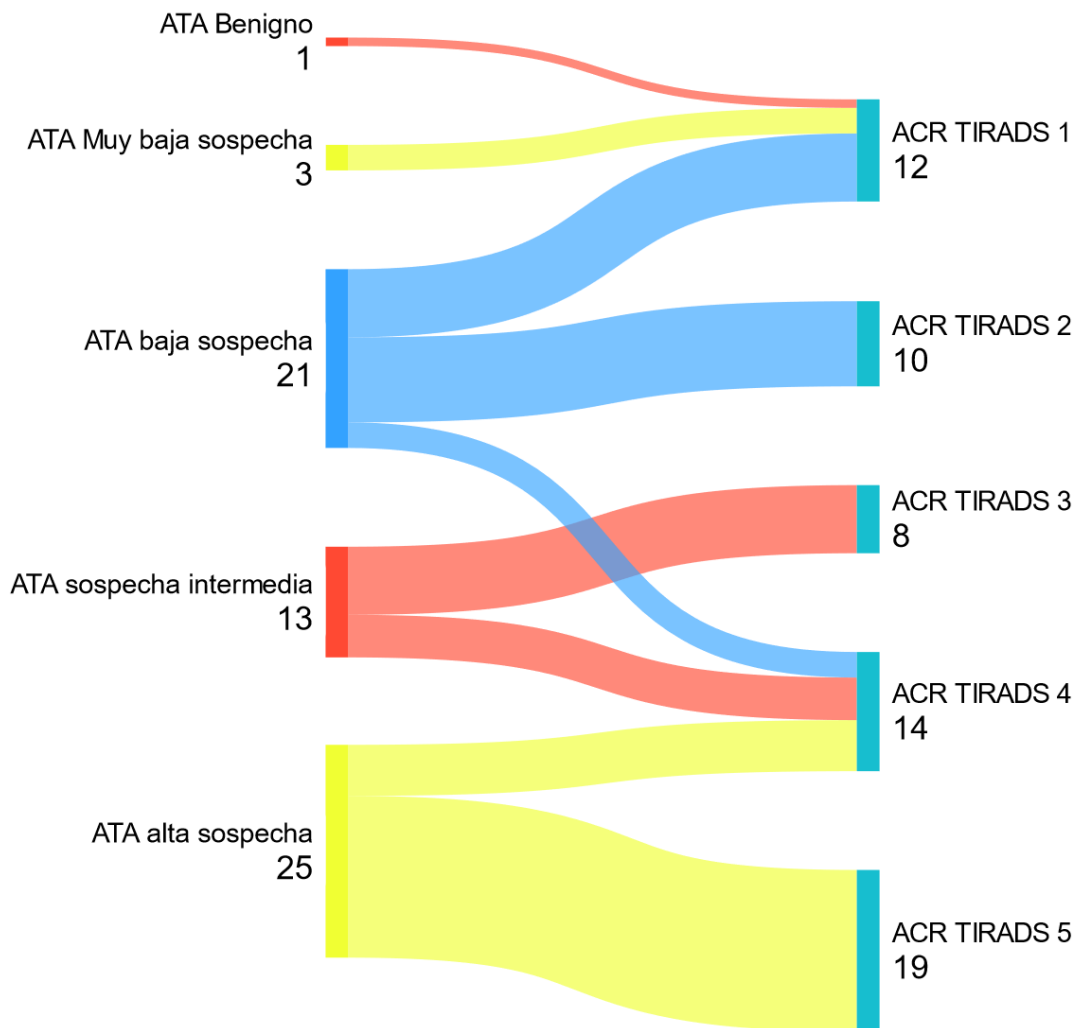 ATA Benigno
1
ATA Muy baja sospecha
3
ATA baja sospecha
21
ATA sospecha intermedia
13
ATA alta sospecha
25
ACR TIRADS 1
12
ACR TIRADS 2
10
ACR TIRADS 3
8
ACR TIRADS 4
14
ACR TIRADS 5
19